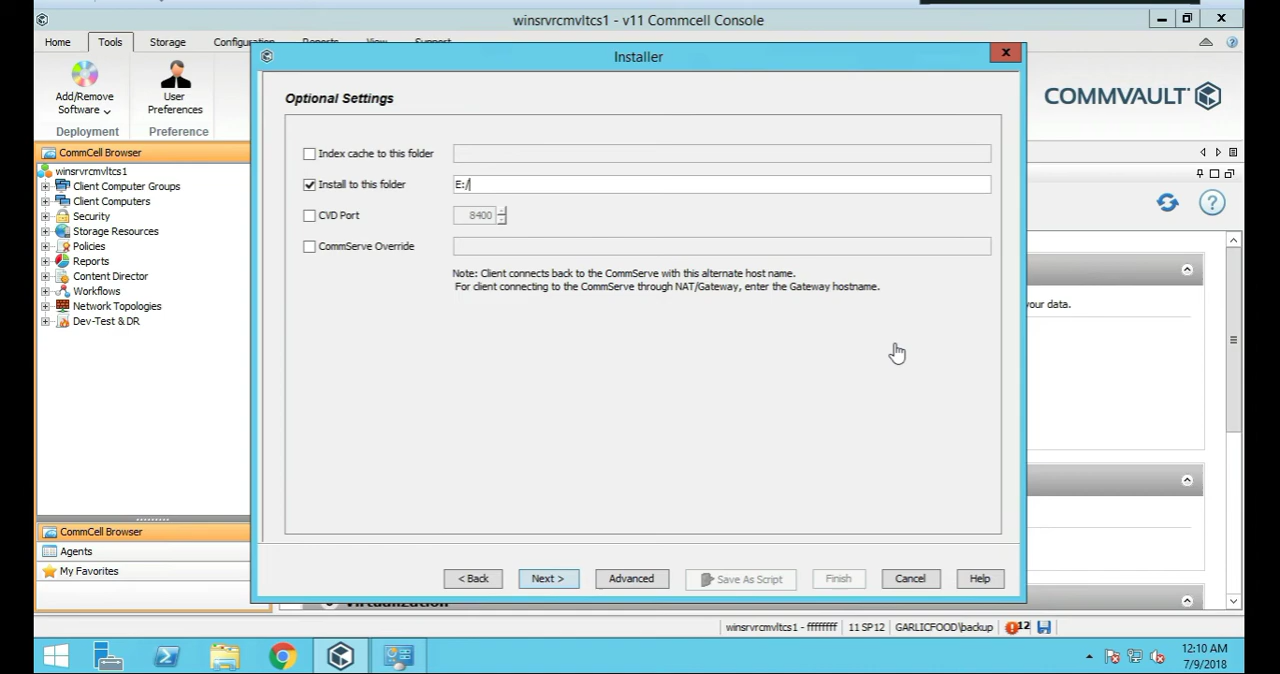 winsrvrcmvltcs1 - v11 Commcell Console
Home Tools Storage Configuration Reports View Support
Installer
Add/Remove
Software
User
Preferences
Deployment
Preference
COMMVAULT
CommCell Browser
winsrvrcmvltcs1
Client Computer Groups
Client Computers
Security
Storage Resources
Policies
Reports
Content Director
Workflows
Network Topologies
Dev-Test & DR
CommCell Browser
Agents
My Favorites
Optional Settings
Index cache to this folder
Install to this folder E:/
CVD Port 8400
CommServe Override
Note: Client connects back to the CommServe with this alternate host name.
For client connecting to the CommServe through NAT/Gateway, enter the Gateway hostname.
< Back Next > Advanced Save As Script Finish Cancel Help
your data.
Virtualization
winsrvrcmvltcs1 - ffffffff 11 SP12 GARLICFOOD\backup 12
12:10 AM
7/9/2018